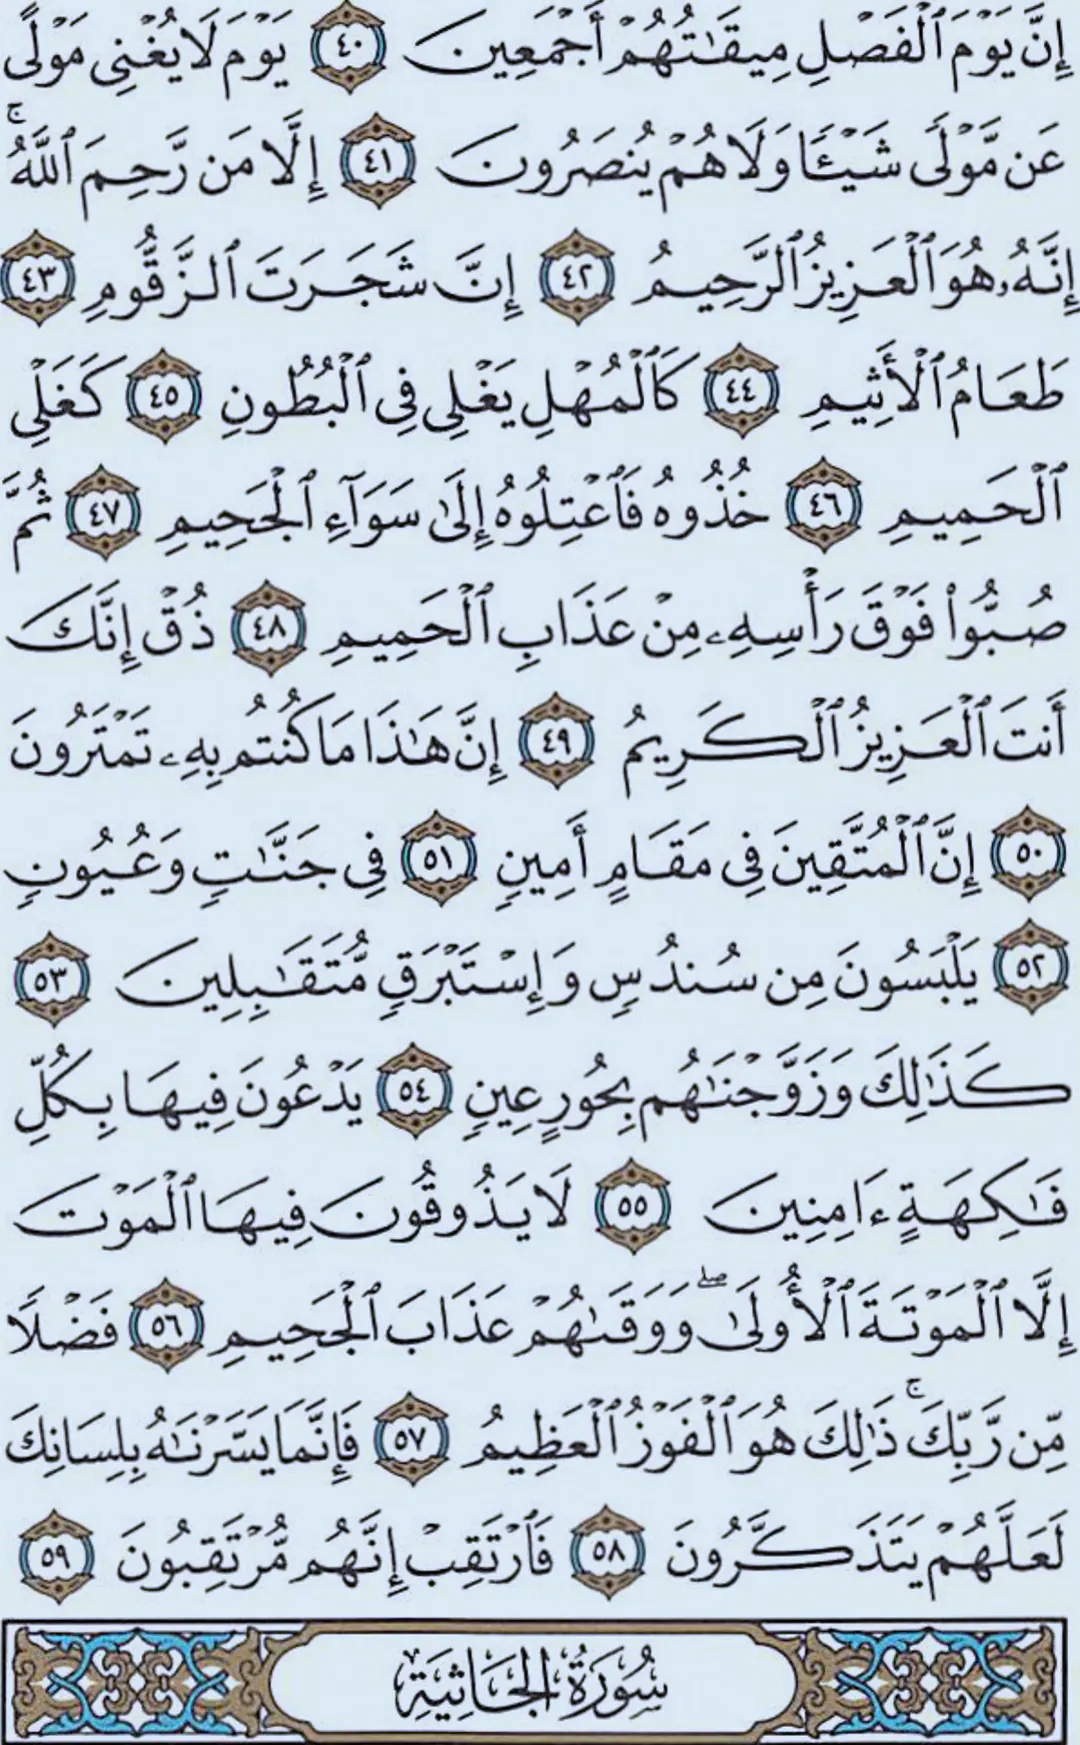 إِنَّ يَوْمَ ٱلْفَصْلِ مِيقَٰتُهُمْ أَجْمَعِينَ ٤٠ يَوْمَ لَا يُغْنِى مَوْلًى
عَن مَّوْلًى شَيْـًٔا وَلَا هُمْ يُنصَرُونَ ٤١ إِلَّا مَن رَّحِمَ ٱللَّهُ ۚ
إِنَّهُۥ هُوَ ٱلْعَزِيزُ ٱلرَّحِيمُ ٤٢ إِنَّ شَجَرَتَ ٱلزَّقُّومِ ٤٣
طَعَامُ ٱلْأَثِيمِ ٤٤ كَٱلْمُهْلِ يَغْلِى فِى ٱلْبُطُونِ ٤٥ كَغَلْىِ
ٱلْحَمِيمِ ٤٦ خُذُوهُ فَٱعْتِلُوهُ إِلَىٰ سَوَآءِ ٱلْجَحِيمِ ٤٧ ثُمَّ
صُبُّوا۟ فَوْقَ رَأْسِهِۦ مِنْ عَذَابِ ٱلْحَمِيمِ ٤٨ ذُقْ إِنَّكَ
أَنتَ ٱلْعَزِيزُ ٱلْكَرِيمُ ٤٩ إِنَّ هَٰذَا مَا كُنتُم بِهِۦ تَمْتَرُونَ
٥٠ إِنَّ ٱلْمُتَّقِينَ فِى مَقَامٍ أَمِينٍ ٥١ فِى جَنَّٰتٍ وَعُيُونٍ
٥٢ يَلْبَسُونَ مِن سُندُسٍ وَإِسْتَبْرَقٍ مُّتَقَٰبِلِينَ ٥٣
كَذَٰلِكَ وَزَوَّجْنَٰهُم بِحُورٍ عِينٍ ٥٤ يَدْعُونَ فِيهَا بِكُلِّ
فَٰكِهَةٍ ءَامِنِينَ ٥٥ لَا يَذُوقُونَ فِيهَا ٱلْمَوْتَ
إِلَّا ٱلْمَوْتَةَ ٱلْأُولَىٰ ۖ وَوَقَىٰهُمْ عَذَابَ ٱلْجَحِيمِ ٥٦ فَضْلًا
مِّن رَّبِّكَ ۚ ذَٰلِكَ هُوَ ٱلْفَوْزُ ٱلْعَظِيمُ ٥٧ فَإِنَّمَا يَسَّرْنَٰهُ بِلِسَانِكَ
لَعَلَّهُمْ يَتَذَكَّرُونَ ٥٨ فَٱرْتَقِبْ إِنَّهُم مُّرْتَقِبُونَ ٥٩
سُورَةُ الجَاثِيَةِ